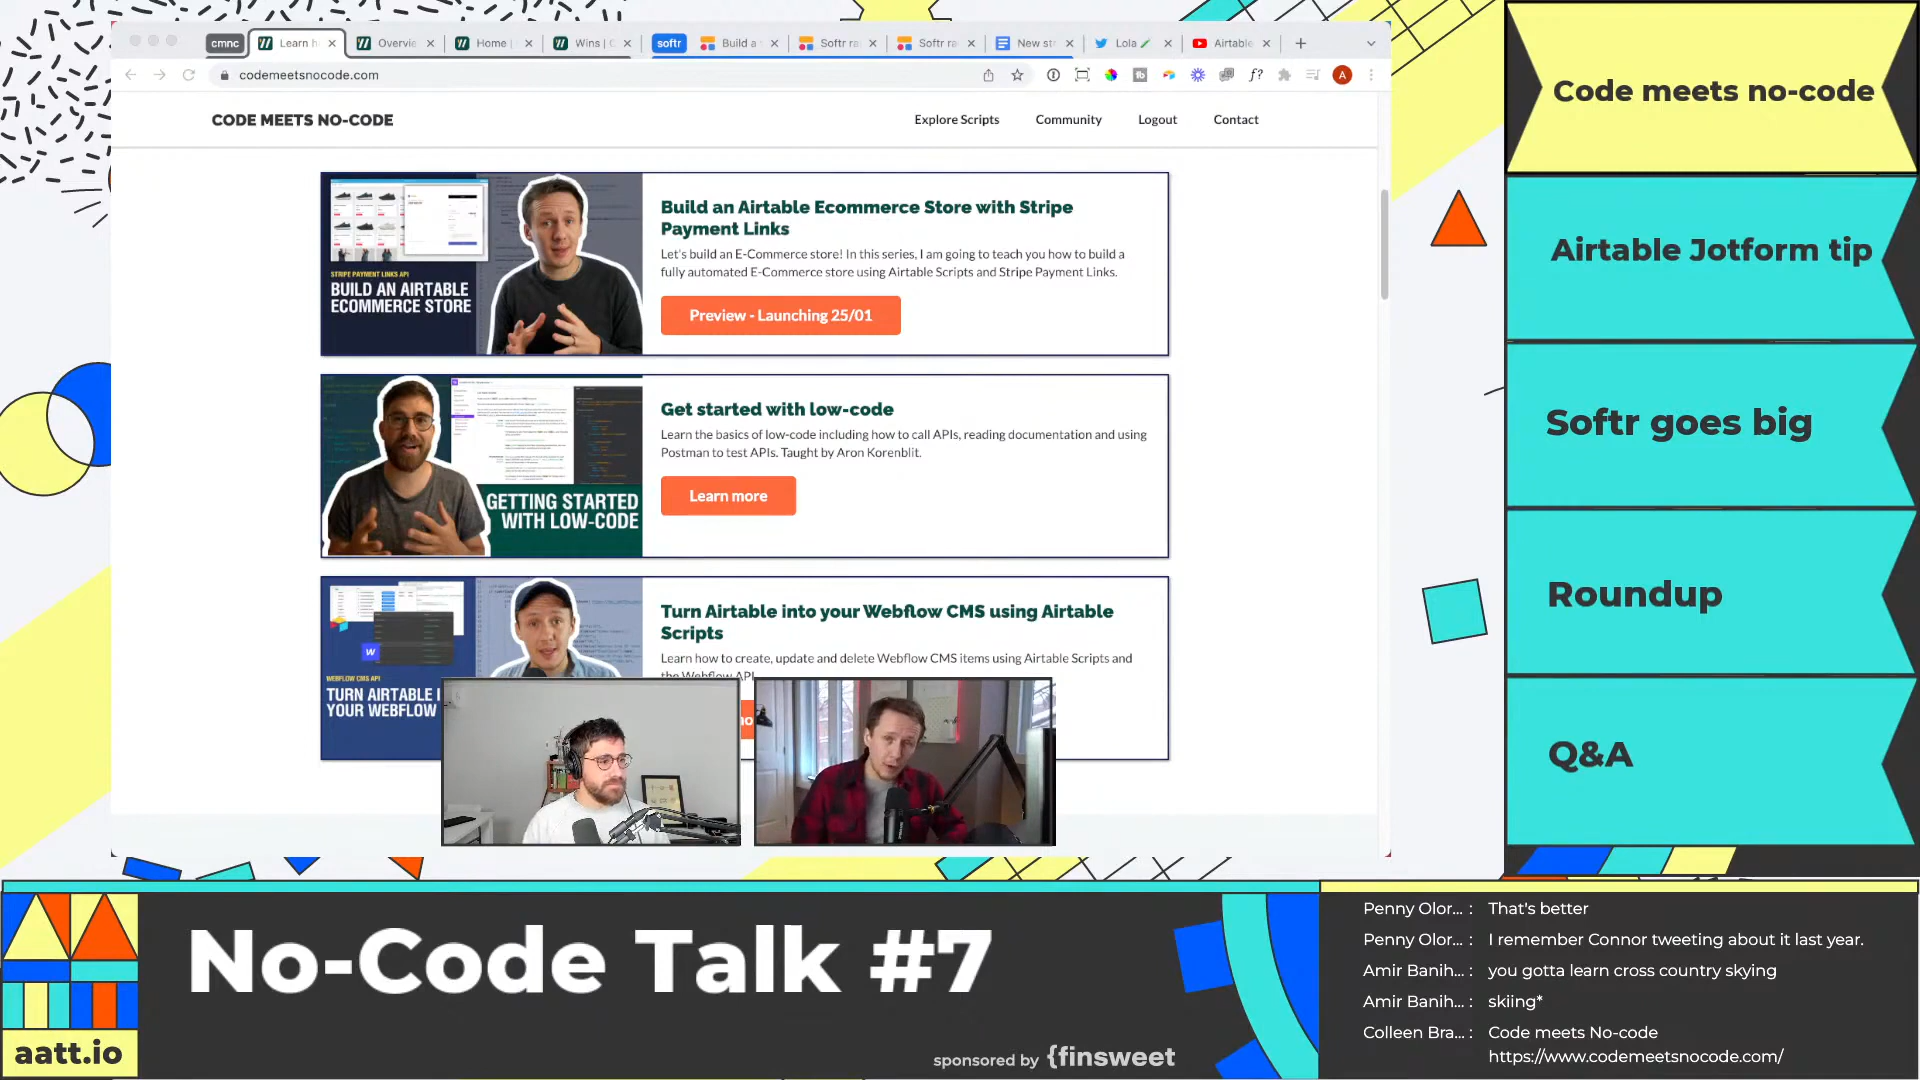 cmnc
Learn h
Overvie
Home |
Wins | C
softr
Build a
Softr ra
Softr ra
New st
Lola
Airtable
codemeetsnocode.com
CODE MEETS NO-CODE
Explore Scripts
Community
Logout
Contact
STRIPE PAYMENT LINKS API
BUILD AN AIRTABLE
ECOMMERCE STORE
Build an Airtable Ecommerce Store with Stripe
Payment Links
Let's build an E-Commerce store! In this series, I am going to teach you how to build a
fully automated E-Commerce store using Airtable Scripts and Stripe Payment Links.
Preview - Launching 25/01
GETTING STARTED
WITH LOW-CODE
Get started with low-code
Learn the basics of low-code including how to call APIs, reading documentation and using
Postman to test APIs. Taught by Aron Korenblit.
Learn more
WEBFLOW CMS API
TURN AIRTABLE I
YOUR WEBFLOW
Turn Airtable into your Webflow CMS using Airtable
Scripts
Learn how to create, update and delete Webflow CMS items using Airtable Scripts and
the Webflow API.
Code meets no-code
Airtable Jotform tip
Softr goes big
Roundup
Q&A
aatt.io
No-Code Talk #7
sponsored by {finsweet
Penny Olor... : That's better
Penny Olor... : I remember Connor tweeting about it last year.
Amir Banih... : you gotta learn cross country skying
Amir Banih... : skiing*
Colleen Bra... : Code meets No-code
https://www.codemeetsnocode.com/